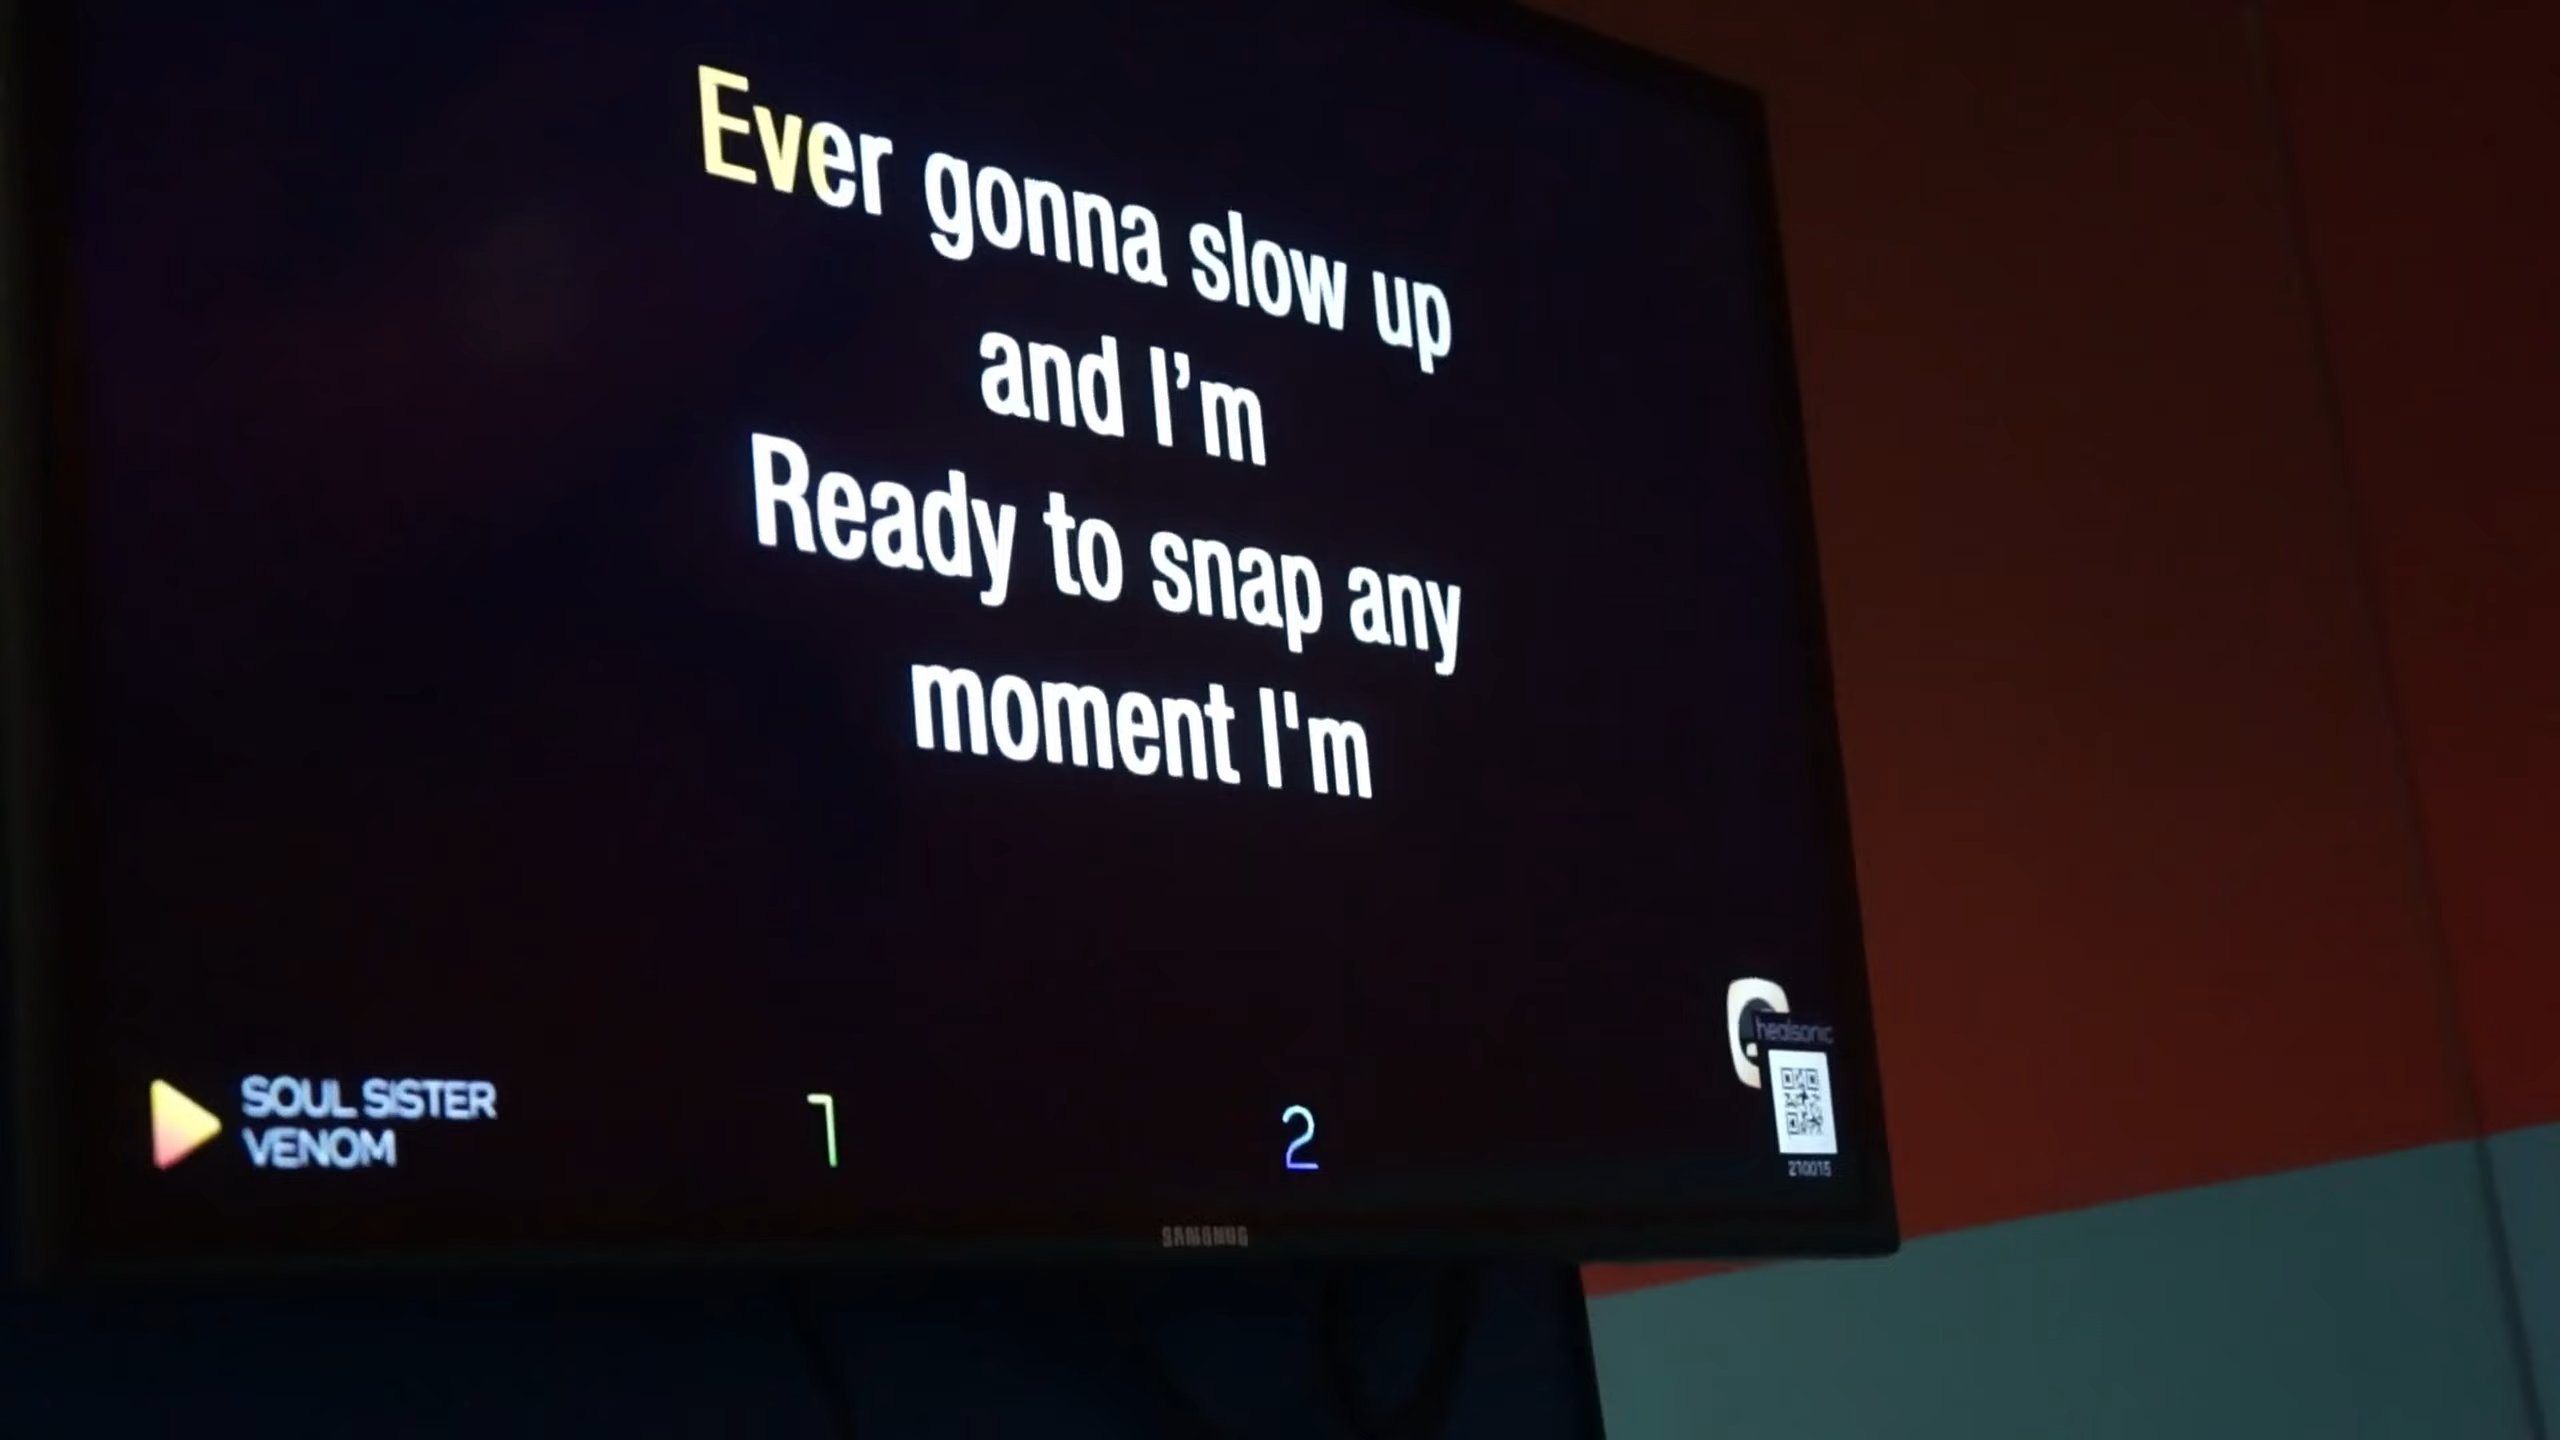 Ever gonna slow up
and I’m
Ready to snap any
moment I'm
SOUL SISTER
VENOM
1
2
healsonic
210015
SAMSUNG